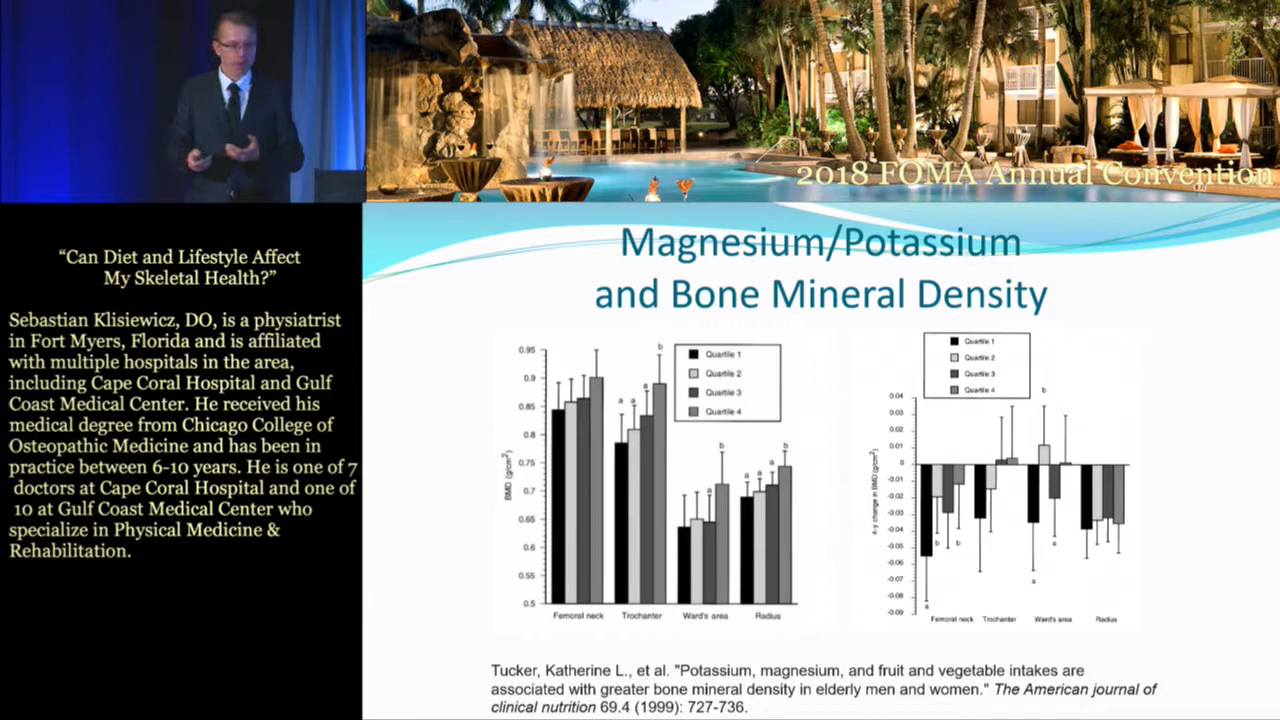 2018 FOMA Annual Convention
“Can Diet and Lifestyle Affect
My Skeletal Health?”
Sebastian Klisiewicz, DO, is a physiatrist
in Fort Myers, Florida and is affiliated
with multiple hospitals in the area,
including Cape Coral Hospital and Gulf
Coast Medical Center. He received his
medical degree from Chicago College of
Osteopathic Medicine and has been in
practice between 6-10 years. He is one of 7
doctors at Cape Coral Hospital and one of
10 at Gulf Coast Medical Center who
specialize in Physical Medicine &
Rehabilitation.
Magnesium/Potassium
and Bone Mineral Density
BMD (g/cm²)
0.95
0.9
0.85
0.8
0.75
0.7
0.65
0.6
0.55
0.5
Quartile 1
Quartile 2
Quartile 3
Quartile 4
a a a b
a b
a a a b
Femoral neck Trochanter Ward's area Radius
Quartile 1
Quartile 2
Quartile 3
Quartile 4
4-y change in BMD (g/cm²)
0.04
0.03
0.02
0.01
0
-0.01
-0.02
-0.03
-0.04
-0.05
-0.06
-0.07
-0.08
-0.09
b
b b a
a
a
Femoral neck Trochanter Ward's area Radius
Tucker, Katherine L., et al. "Potassium, magnesium, and fruit and vegetable intakes are
associated with greater bone mineral density in elderly men and women." The American journal of
clinical nutrition 69.4 (1999): 727-736.